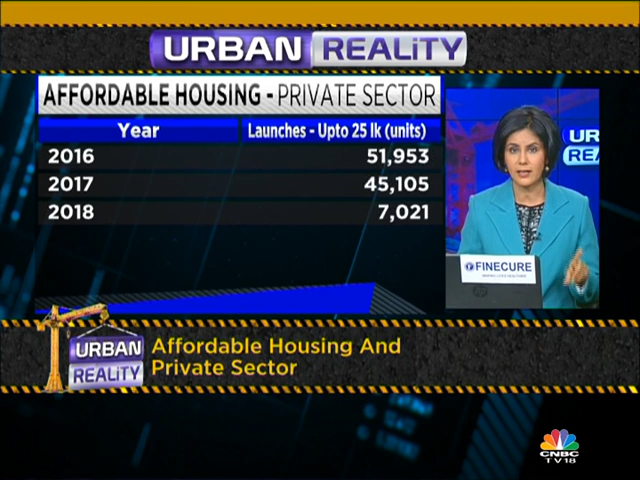 URBAN REALITY
AFFORDABLE HOUSING - PRIVATE SECTOR
Year Launches - Upto 25 lk (units)
2016 51,953
2017 45,105
2018 7,021
UR
REA
FINECURE
URBAN
REALITY
Affordable Housing And
Private Sector
CNBC
TV18